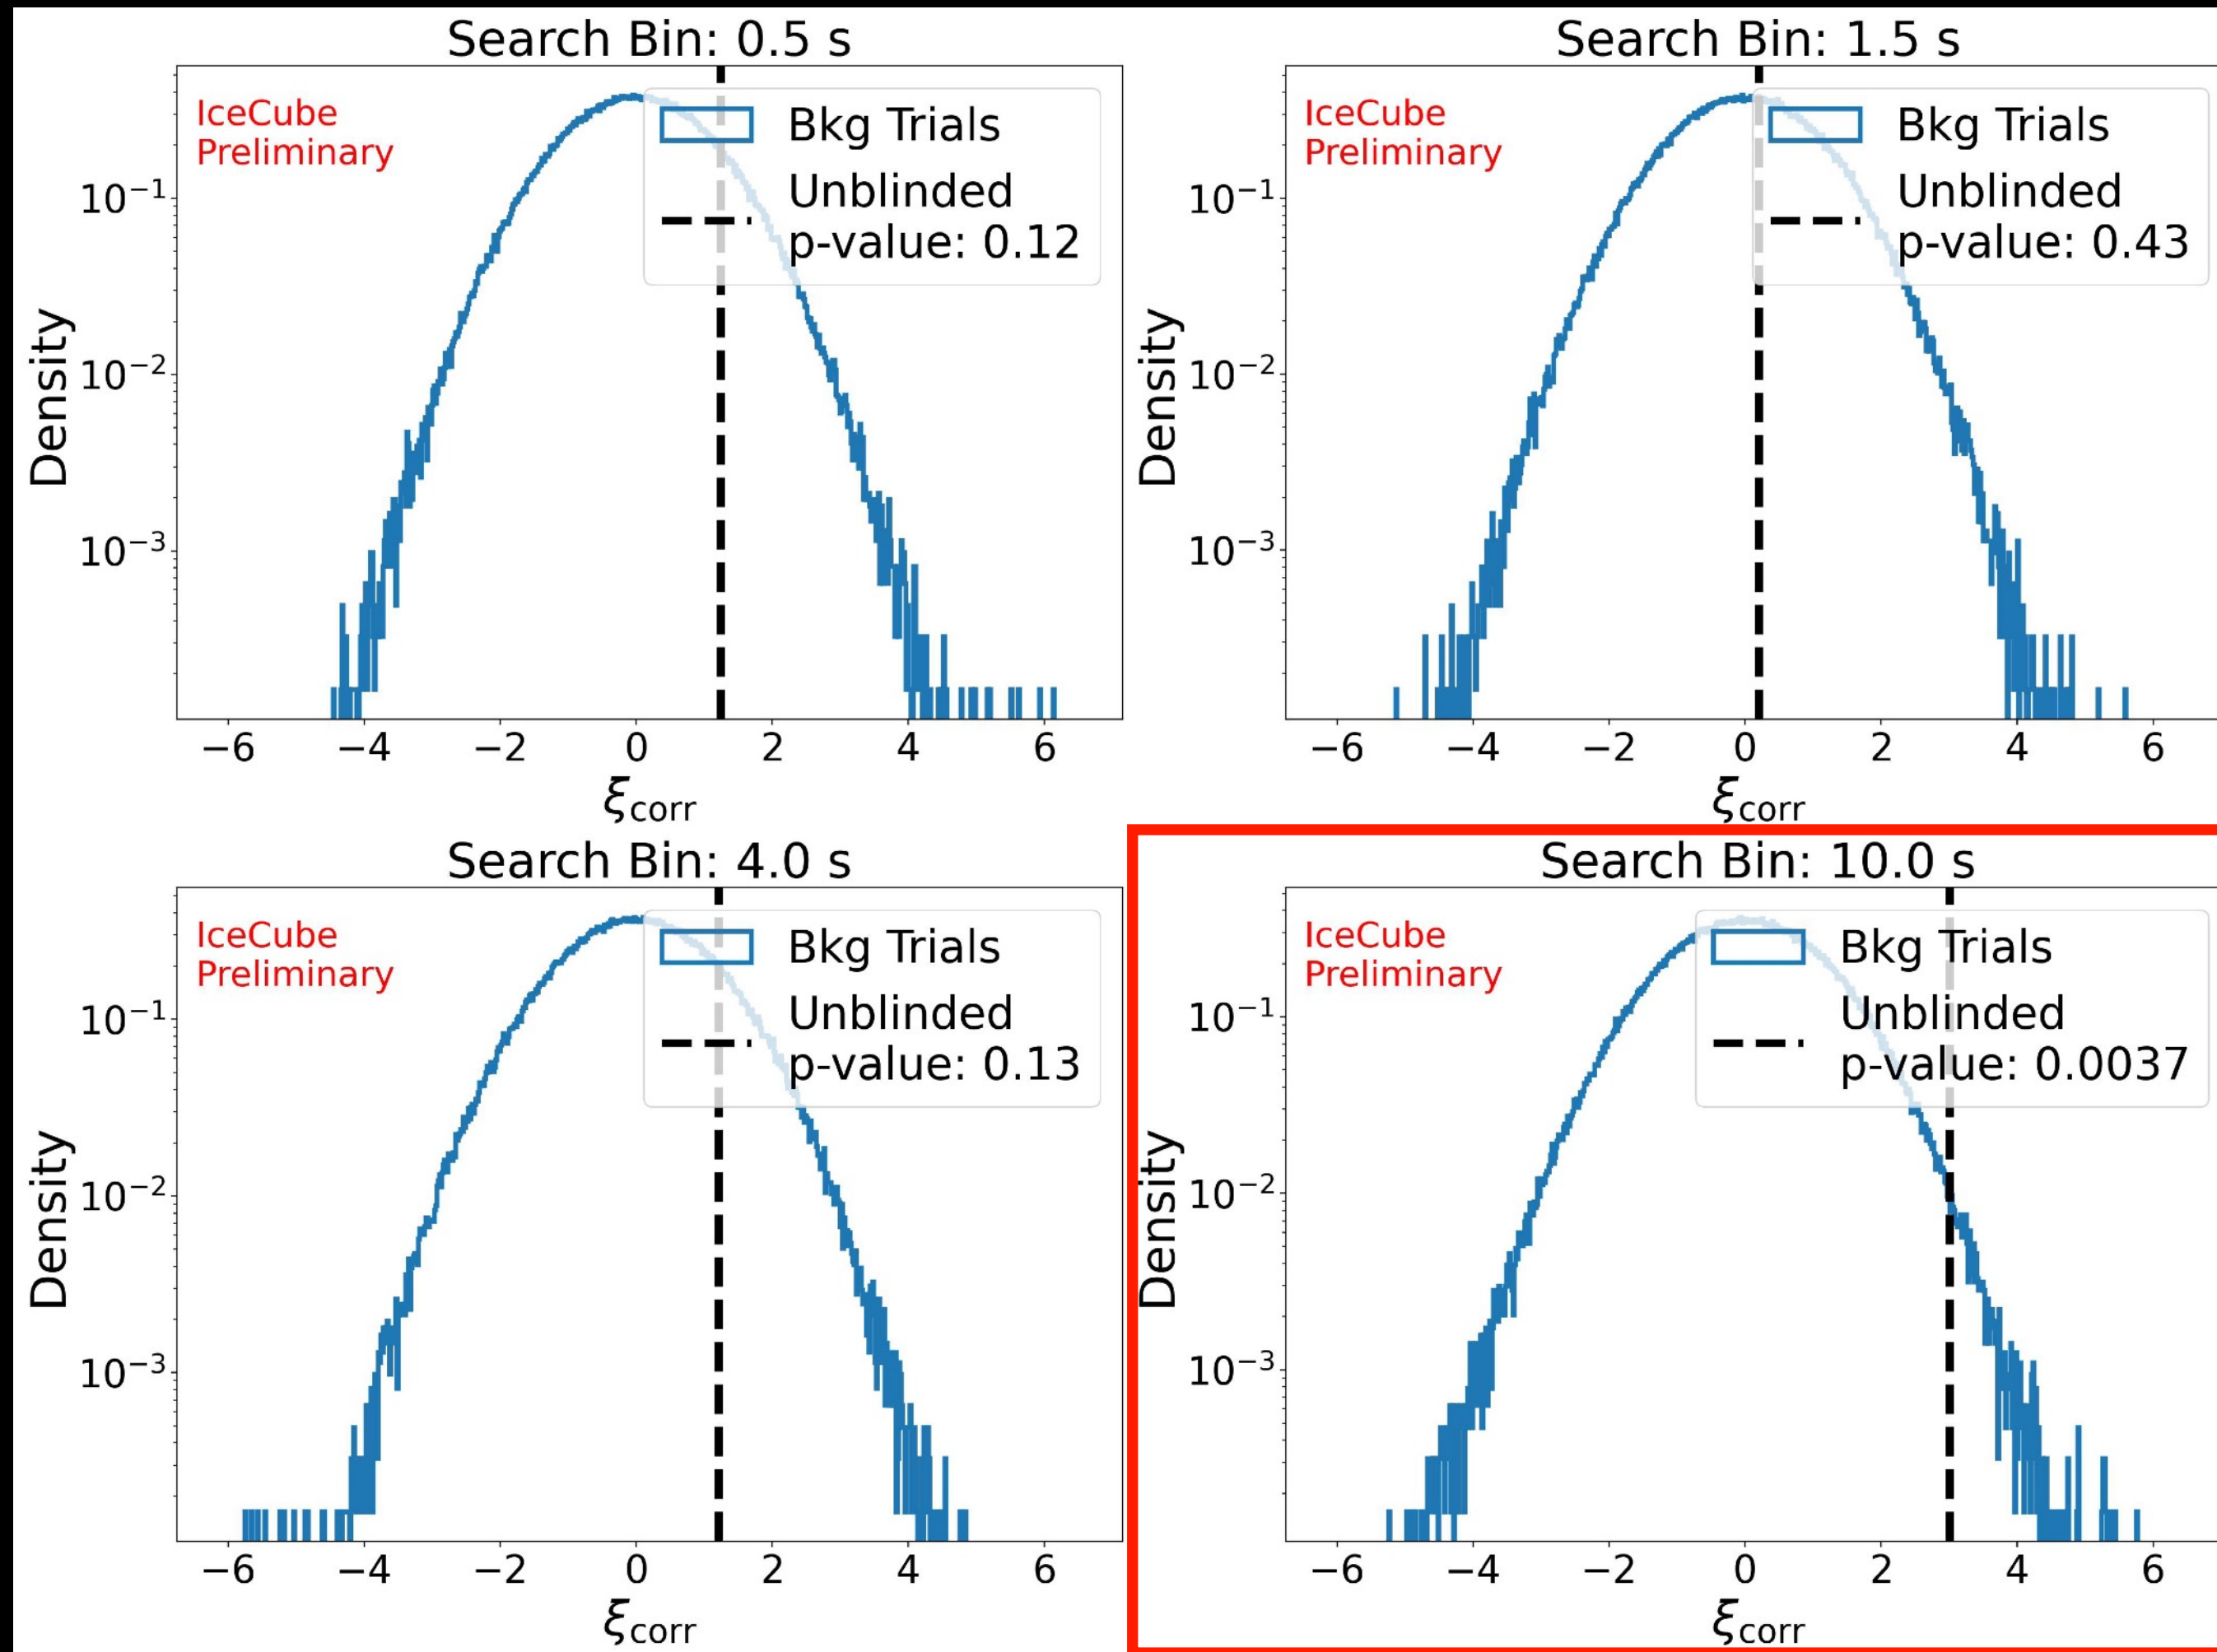 Search Bin: 0.5 s
IceCube
Preliminary
Bkg Trials
Unblinded
p-value: 0.12
10⁻¹
10⁻²
10⁻³
Density
−6 −4 −2 0 2 4 6
ξcorr
Search Bin: 1.5 s
IceCube
Preliminary
Bkg Trials
Unblinded
p-value: 0.43
10⁻¹
10⁻²
10⁻³
Density
−6 −4 −2 0 2 4 6
ξcorr
Search Bin: 4.0 s
IceCube
Preliminary
Bkg Trials
Unblinded
p-value: 0.13
10⁻¹
10⁻²
10⁻³
Density
−6 −4 −2 0 2 4 6
ξcorr
Search Bin: 10.0 s
IceCube
Preliminary
Bkg Trials
Unblinded
p-value: 0.0037
10⁻¹
10⁻²
10⁻³
Density
−6 −4 −2 0 2 4 6
ξcorr